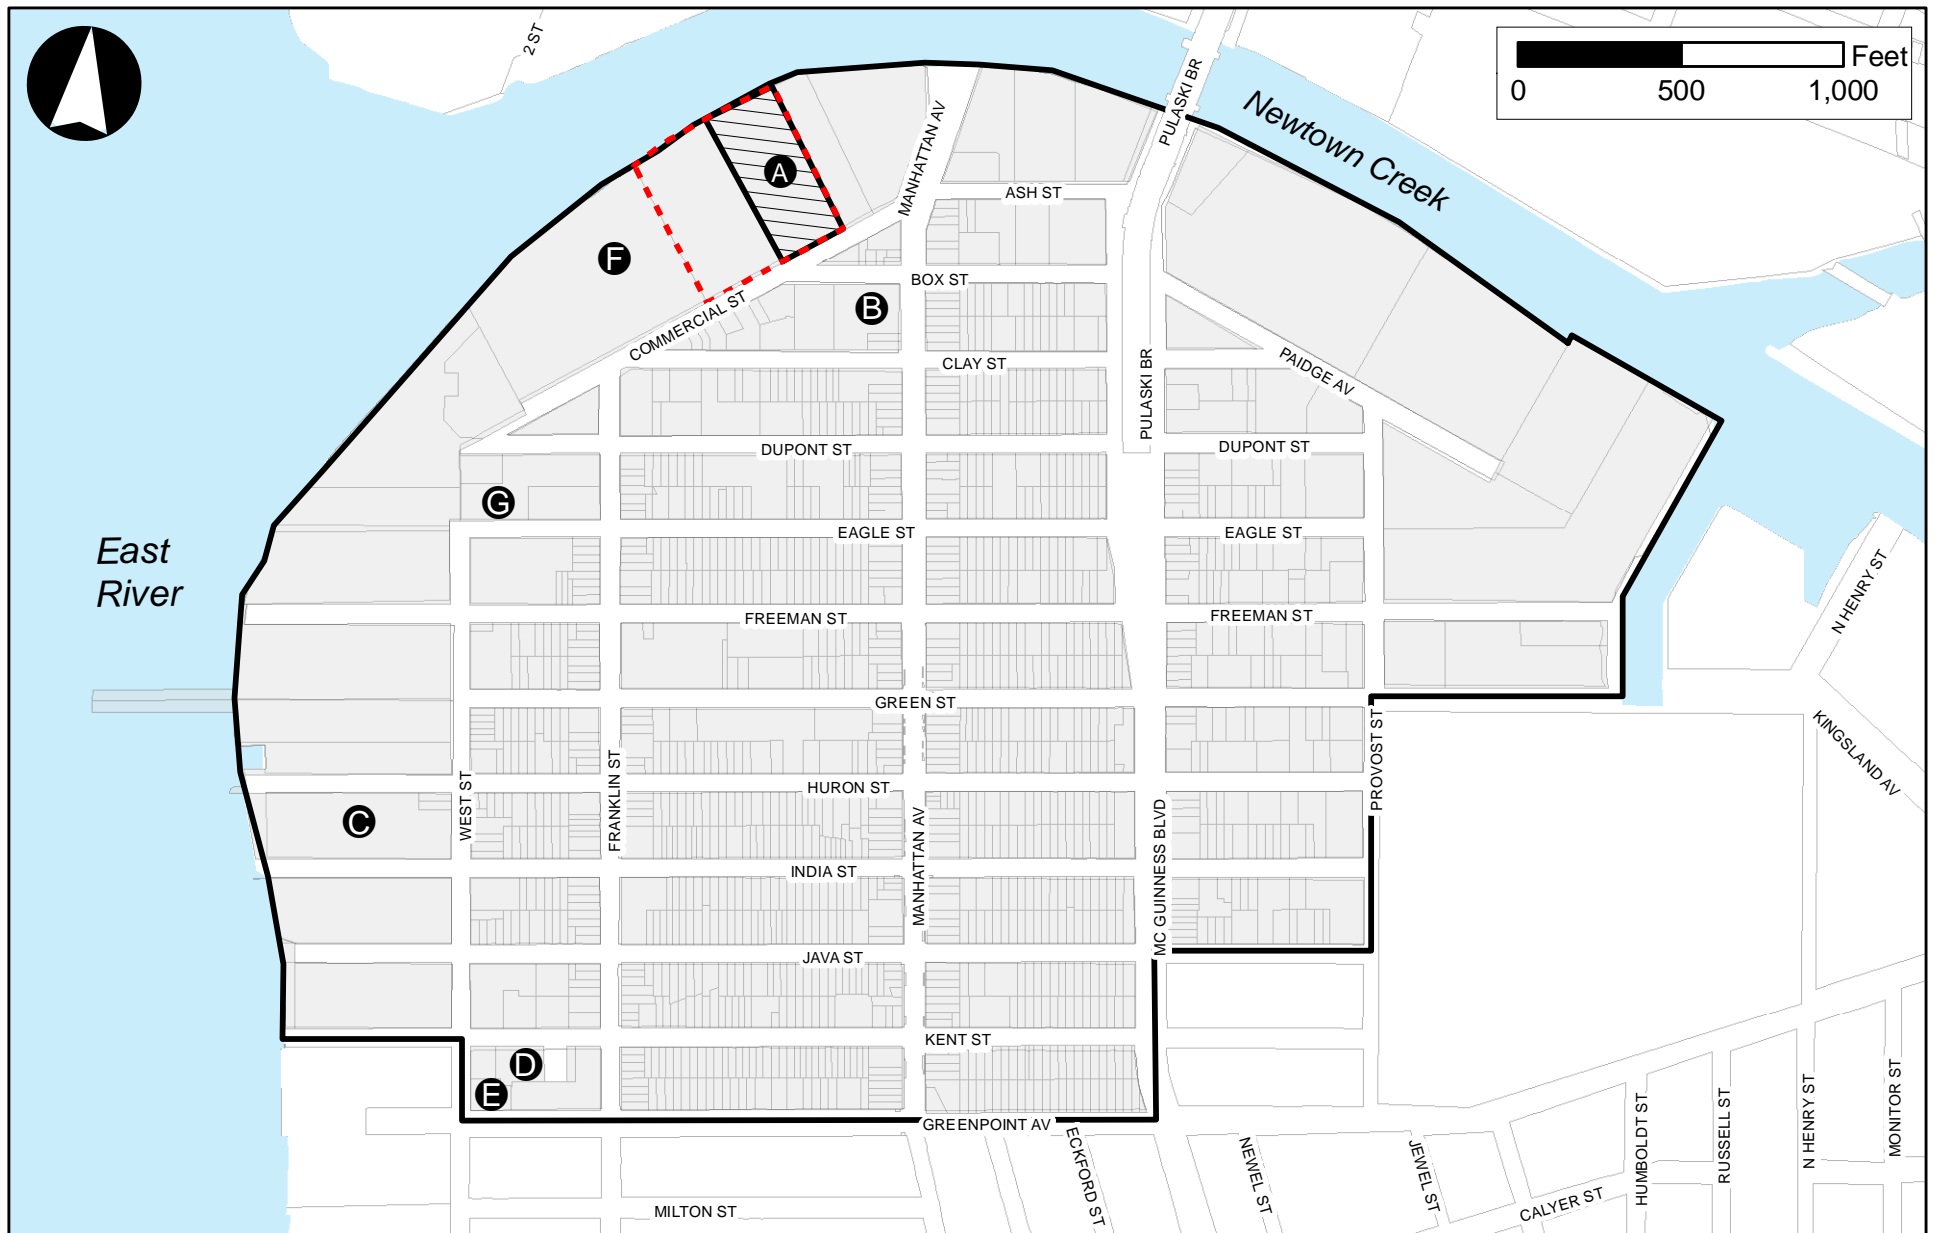 2 ST
PULASKI BR
Feet
0 500 1,000
Newtown Creek
MANHATTAN AV
A
ASH ST
F
BOX ST
B
COMMERCIAL ST
CLAY ST
PAIDGE AV
PULASKI BR
DUPONT ST
DUPONT ST
G
EAGLE ST
EAGLE ST
East
River
N HENRY ST
FREEMAN ST
FREEMAN ST
GREEN ST
KINGSLAND AV
PROVOST ST
FRANKLIN ST
WEST ST
HURON ST
C
MANHATTAN AV
MC GUINNESS BLVD
INDIA ST
JAVA ST
KENT ST
D
E
GREENPOINT AV
ECKFORD ST
NEWEL ST
JEWEL ST
HUMBOLDT ST
RUSSELL ST
N HENRY ST
MONITOR ST
CALYER ST
MILTON ST